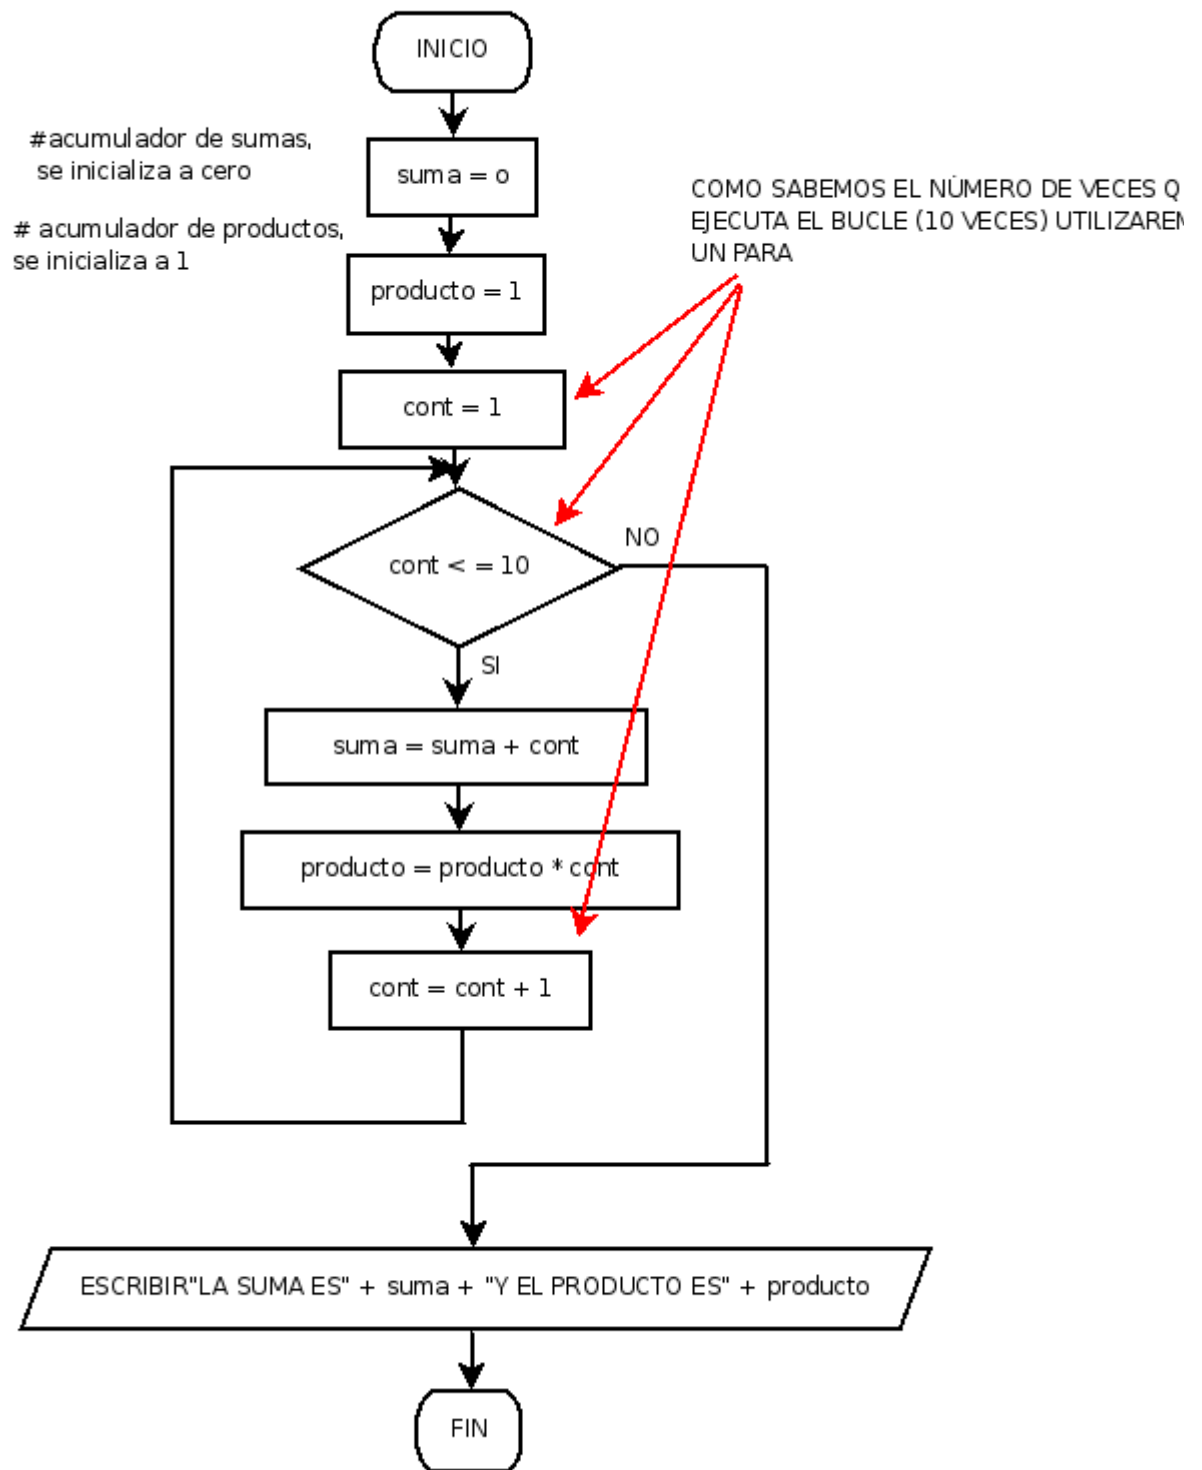 INICIO
#acumulador de sumas,
se inicializa a cero
suma = o
# acumulador de productos,
se inicializa a 1
producto = 1
COMO SABEMOS EL NÚMERO DE VECES Q
EJECUTA EL BUCLE (10 VECES) UTILIZAREM
UN PARA
cont = 1
cont < = 10
NO
SI
suma = suma + cont
producto = producto * cont
cont = cont + 1
ESCRIBIR"LA SUMA ES" + suma + "Y EL PRODUCTO ES" + producto
FIN